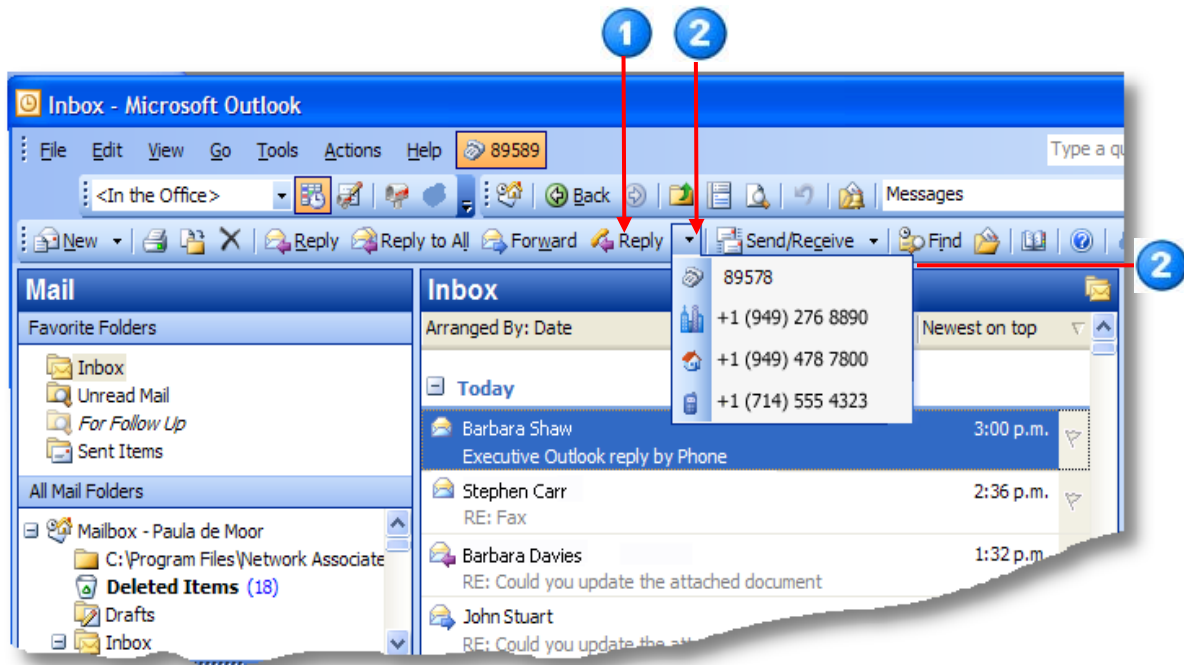 1 2
Inbox - Microsoft Outlook
File Edit View Go Tools Actions Help 89589 Type a qu
<In the Office> Back Messages
New Reply Reply to All Forward Reply Send/Receive Find
2
Mail Inbox
89578
Favorite Folders Arranged By: Date +1 (949) 276 8890 Newest on top
Inbox +1 (949) 478 7800
Unread Mail Today +1 (714) 555 4323
For Follow Up Barbara Shaw 3:00 p.m.
Sent Items Executive Outlook reply by Phone
All Mail Folders Stephen Carr 2:36 p.m.
RE: Fax
Mailbox - Paula de Moor
C:\Program Files\Network Associate Barbara Davies 1:32 p.m.
Deleted Items (18) RE: Could you update the attached document
Drafts John Stuart
Inbox RE: Could you update the